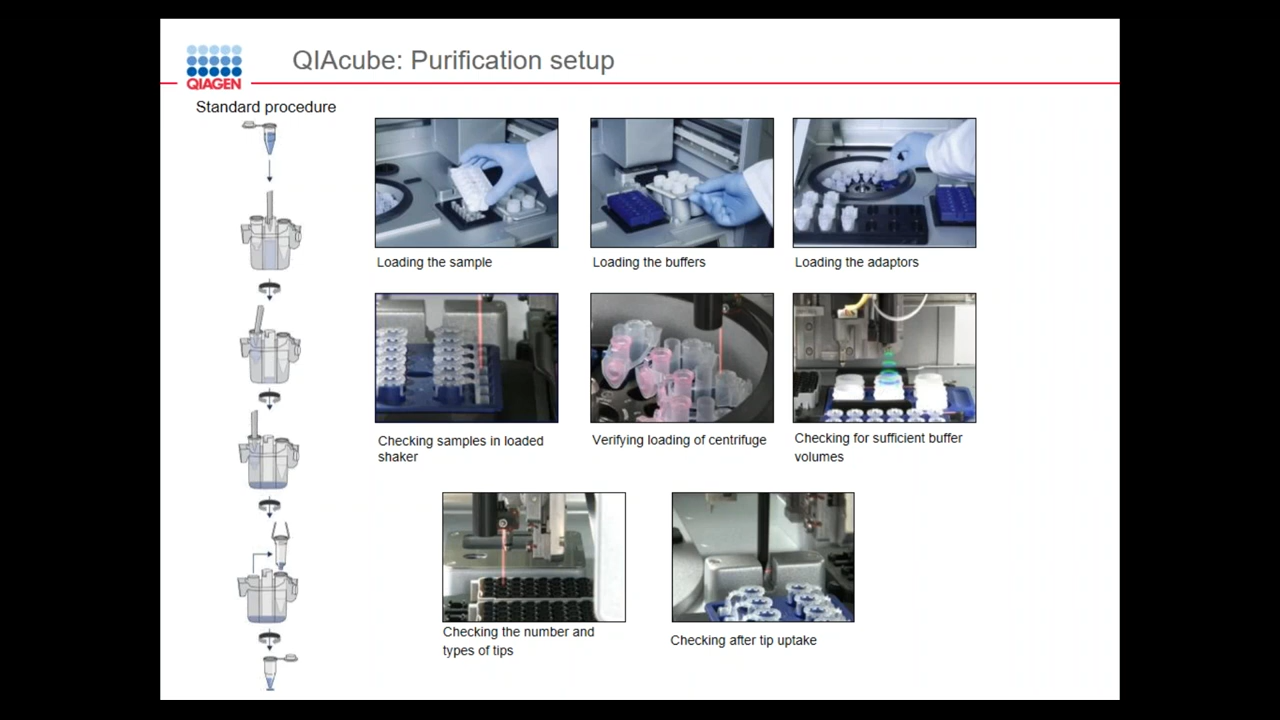 QIAGEN
QIAcube: Purification setup
Standard procedure
Loading the sample
Loading the buffers
Loading the adaptors
Checking samples in loaded
shaker
Verifying loading of centrifuge
Checking for sufficient buffer
volumes
Checking the number and
types of tips
Checking after tip uptake